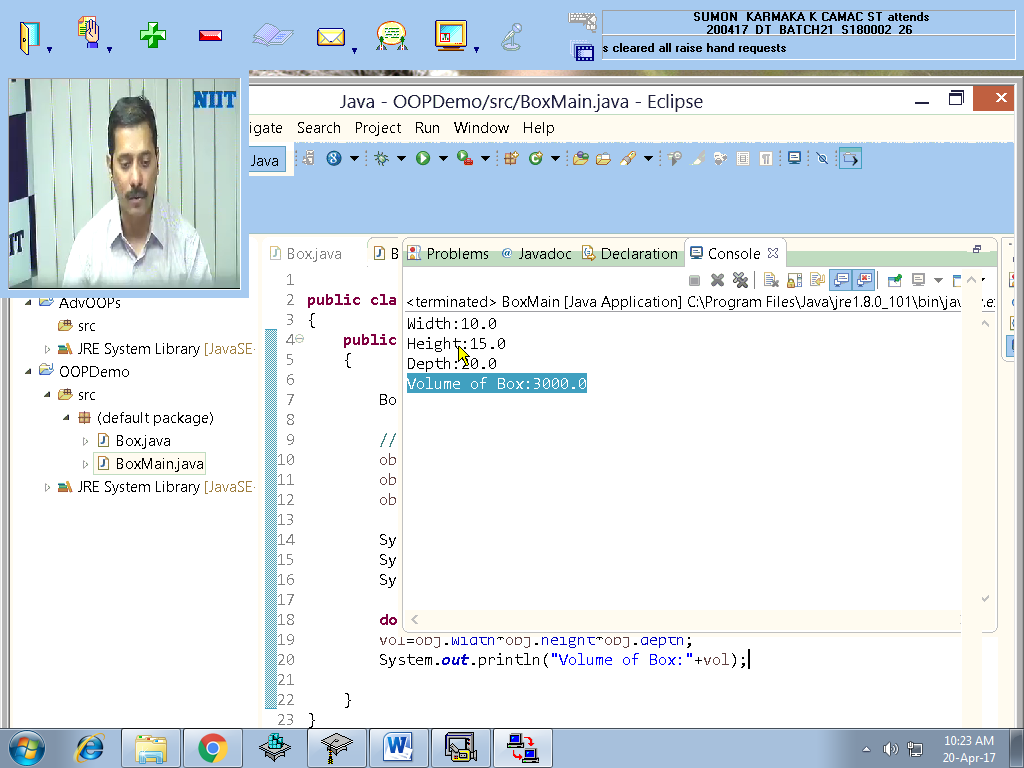 SUMON KARMAKA K CAMAC ST attends
200417_DT_BATCH21_S180002_26
s cleared all raise hand requests
NIIT
IT
Java - OOPDemo/src/BoxMain.java - Eclipse
igate Search Project Run Window Help
Java
Box.java
B
Problems @ Javadoc Declaration Console
<terminated> BoxMain [Java Application] C:\Program Files\Java\jre1.8.0_101\bin\javaw.ex
Width:10.0
Height:15.0
Depth:20.0
Volume of Box:3000.0
AdvOOPs
src
JRE System Library [JavaSE-
OOPDemo
src
(default package)
Box.java
BoxMain.java
JRE System Library [JavaSE-
1
2 public cla
3 {
4 public
5 {
6
7 Bo
8
9 //
10 ob
11 ob
12 ob
13
14 Sy
15 Sy
16 Sy
17
18 do
19 vol=obj.width*obj.height*obj.depth;
20 System.out.println("Volume of Box:"+vol);
21
22 }
23 }
10:23 AM
20-Apr-17